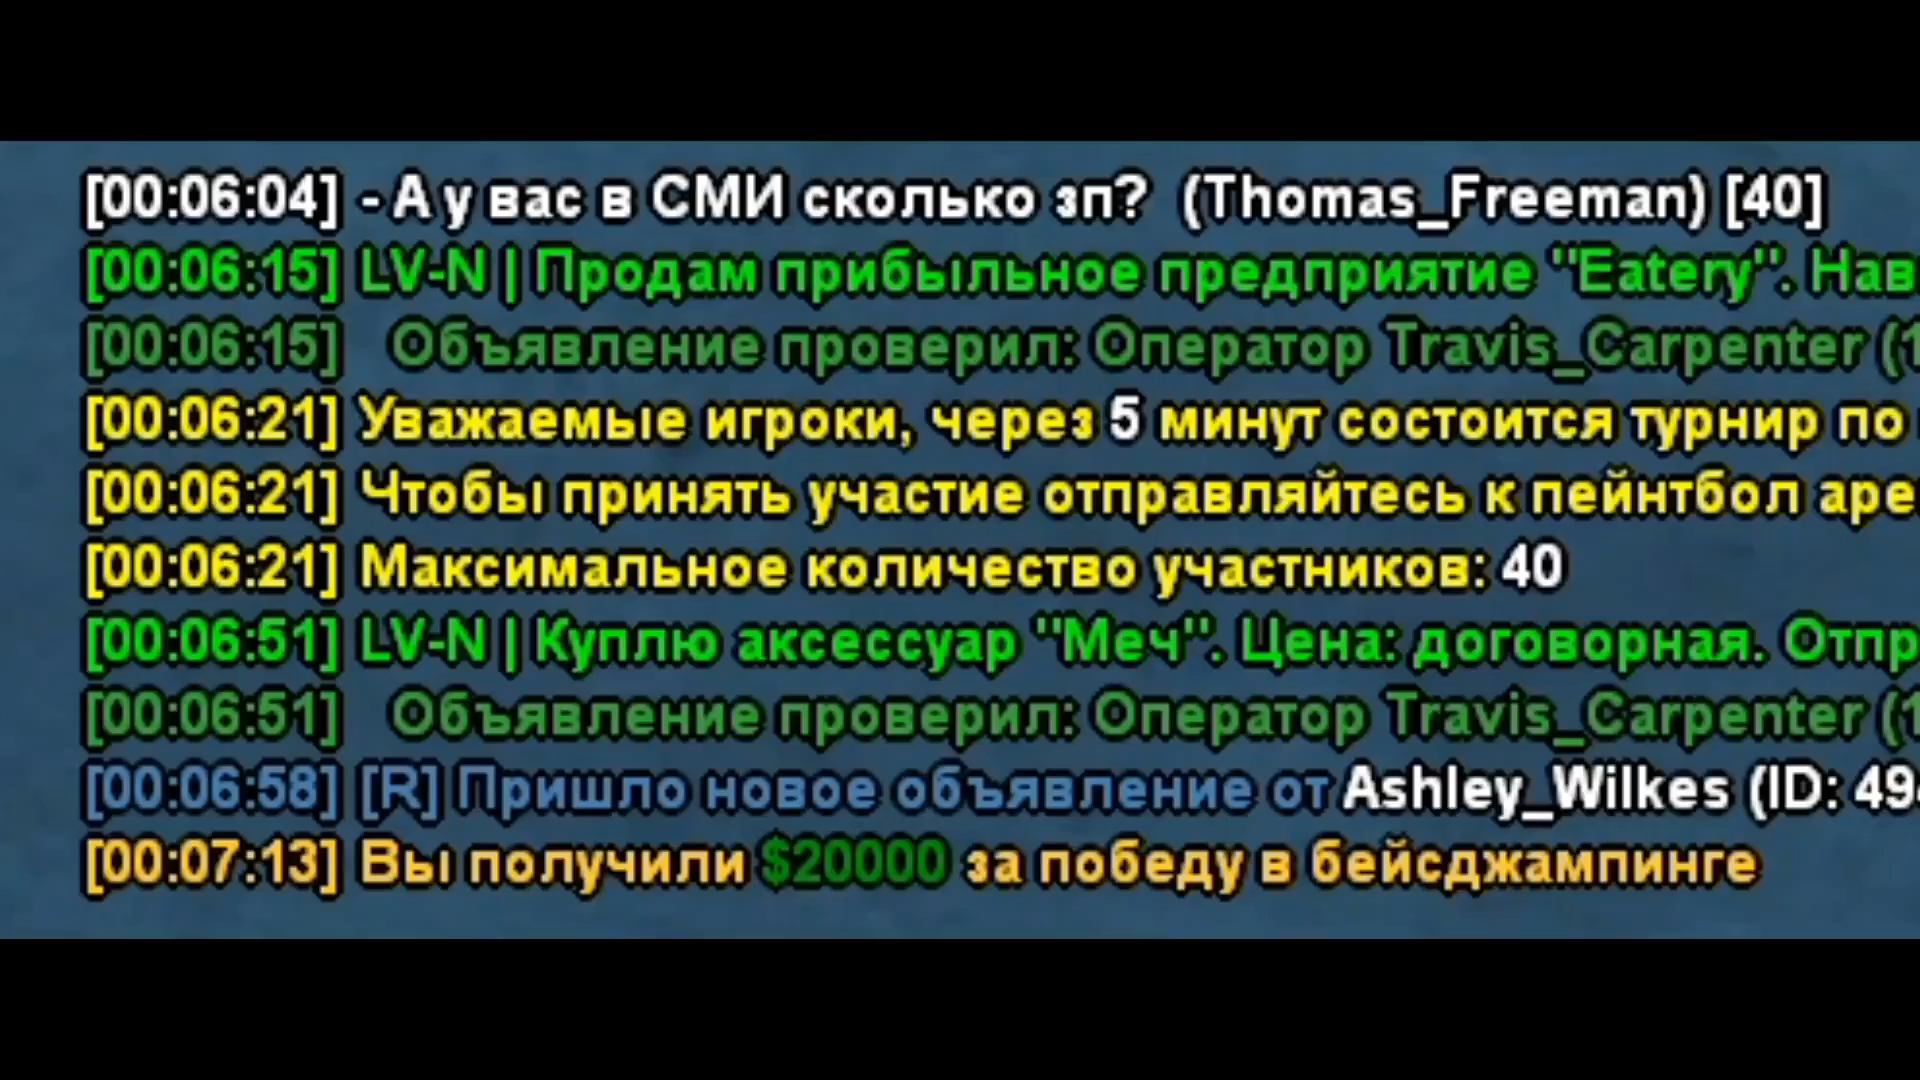 [00:06:04] - А у вас в СМИ сколько зп? (Thomas_Freeman) [40]
[00:06:15] LV-N | Продам прибыльное предприятие "Eatery". Нав
[00:06:15] Объявление проверил: Оператор Travis_Carpenter (1
[00:06:21] Уважаемые игроки, через 5 минут состоится турнир по
[00:06:21] Чтобы принять участие отправляйтесь к пейнтбол аре
[00:06:21] Максимальное количество участников: 40
[00:06:51] LV-N | Куплю аксессуар "Меч". Цена: договорная. Отпр
[00:06:51] Объявление проверил: Оператор Travis_Carpenter (1
[00:06:58] [R] Пришло новое объявление от Ashley_Wilkes (ID: 49
[00:07:13] Вы получили $20000 за победу в бейсджампинге